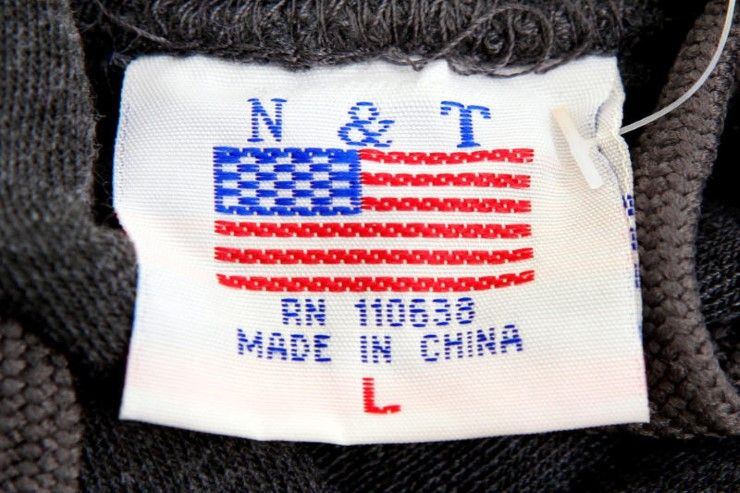 N & T
RN 110638
MADE IN CHINA
L